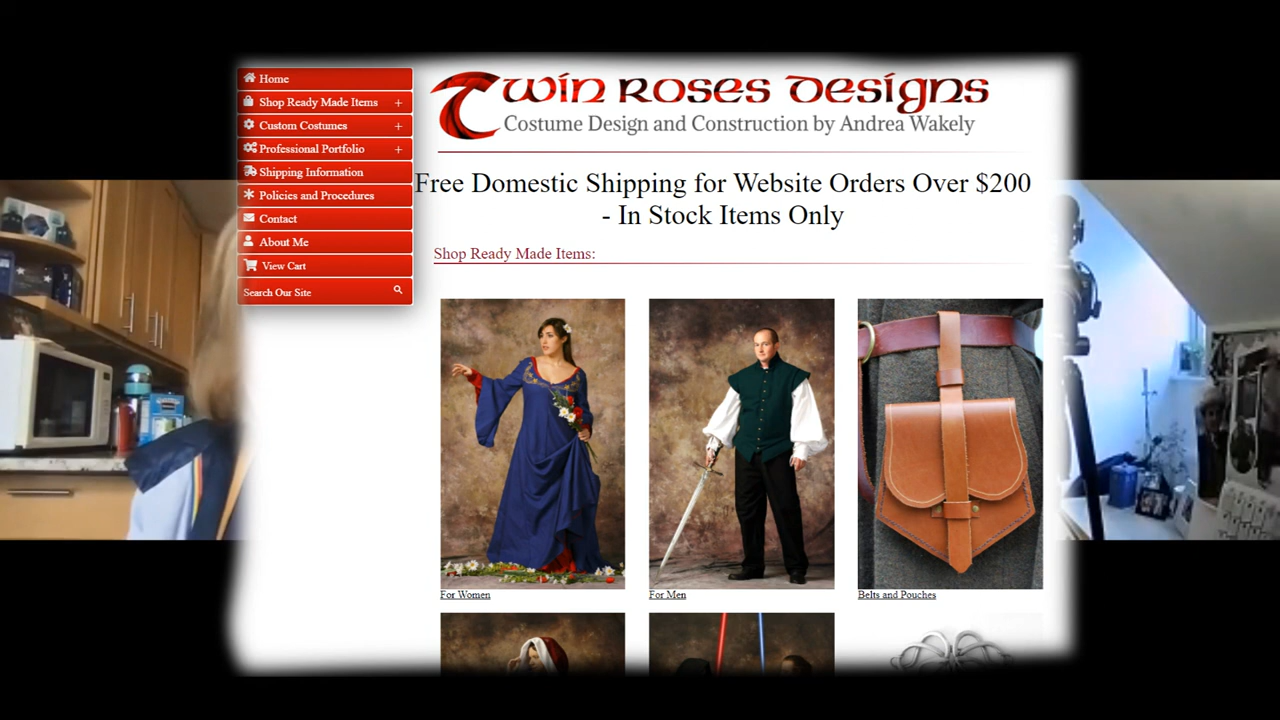 Home
Shop Ready Made Items +
Custom Costumes +
Professional Portfolio +
Shipping Information
Policies and Procedures
Contact
About Me
View Cart
Search Our Site
Twin Roses Designs
Costume Design and Construction by Andrea Wakely
Free Domestic Shipping for Website Orders Over $200
- In Stock Items Only
Shop Ready Made Items:
For Women
For Men
Belts and Pouches